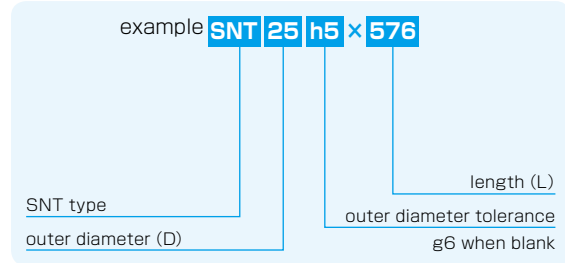 example SNT 25 h5 × 576
length (L)
SNT type
outer diameter tolerance
outer diameter (D)
g6 when blank